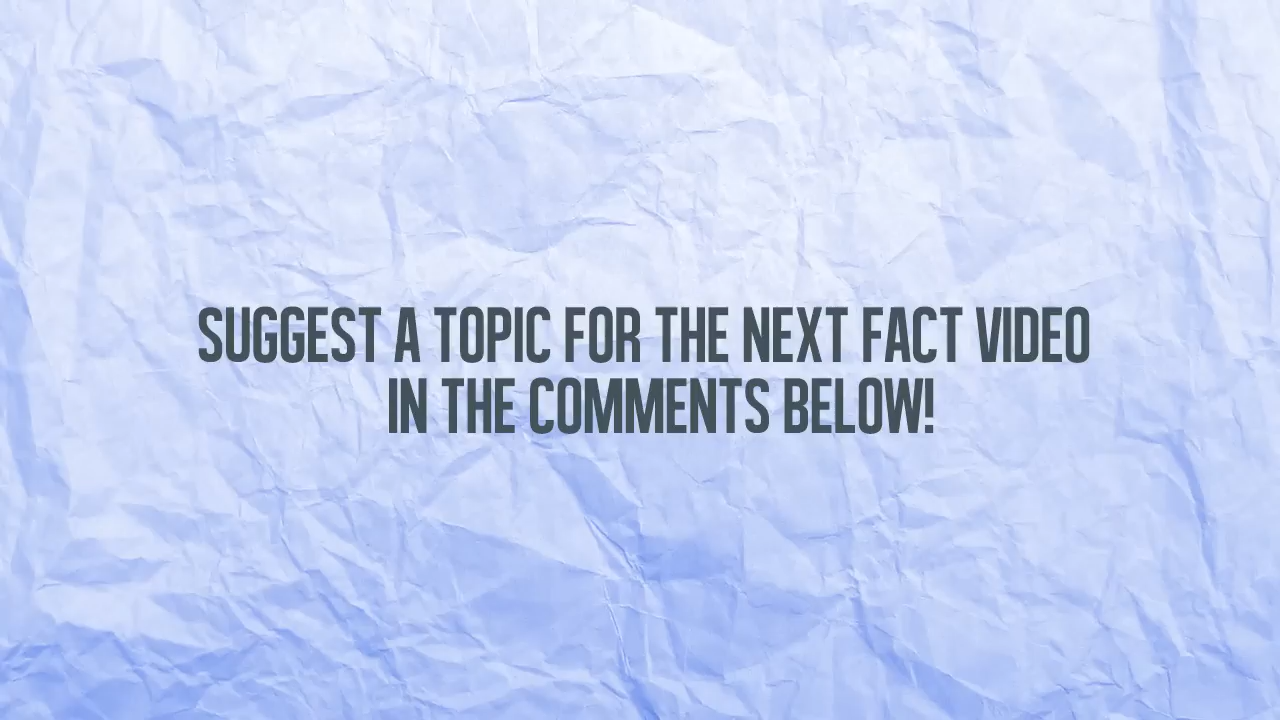 SUGGEST A TOPIC FOR THE NEXT FACT VIDEO
IN THE COMMENTS BELOW!